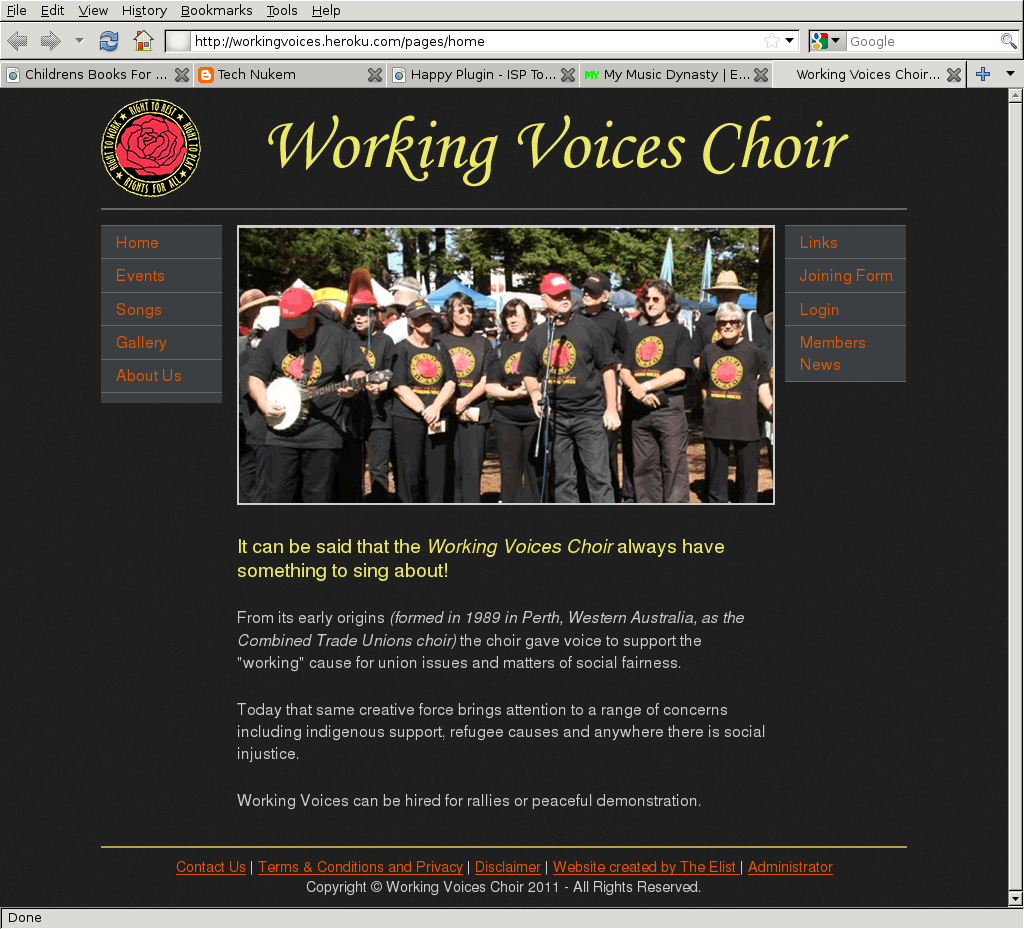 File Edit View History Bookmarks Tools Help
http://workingvoices.heroku.com/pages/home
Google
Childrens Books For ...
Tech Nukem
Happy Plugin - ISP To...
MY My Music Dynasty | E...
Working Voices Choir...
RIGHT TO WORK ★ RIGHT TO REST ★ RIGHT TO PLAY ★ RIGHTS FOR ALL ★
Working Voices Choir
Home
Events
Songs
Gallery
About Us
Links
Joining Form
Login
Members
News
It can be said that the Working Voices Choir always have
something to sing about!
From its early origins (formed in 1989 in Perth, Western Australia, as the
Combined Trade Unions choir) the choir gave voice to support the
"working" cause for union issues and matters of social fairness.
Today that same creative force brings attention to a range of concerns
including indigenous support, refugee causes and anywhere there is social
injustice.
Working Voices can be hired for rallies or peaceful demonstration.
Contact Us | Terms & Conditions and Privacy | Disclaimer | Website created by The Elist | Administrator
Copyright © Working Voices Choir 2011 - All Rights Reserved.
Done